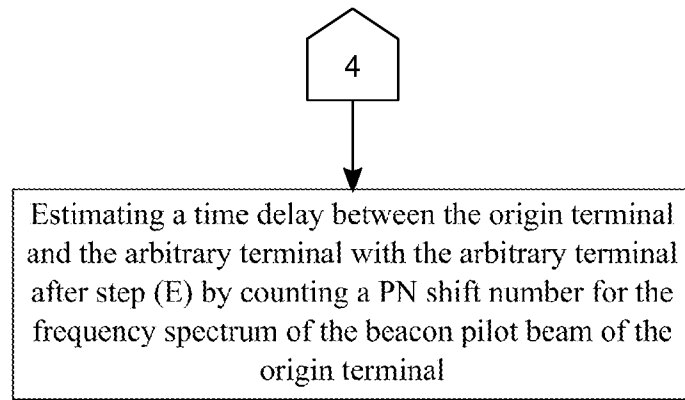 4
Estimating a time delay between the origin terminal
and the arbitrary terminal with the arbitrary terminal
after step (E) by counting a PN shift number for the
frequency spectrum of the beacon pilot beam of the
origin terminal